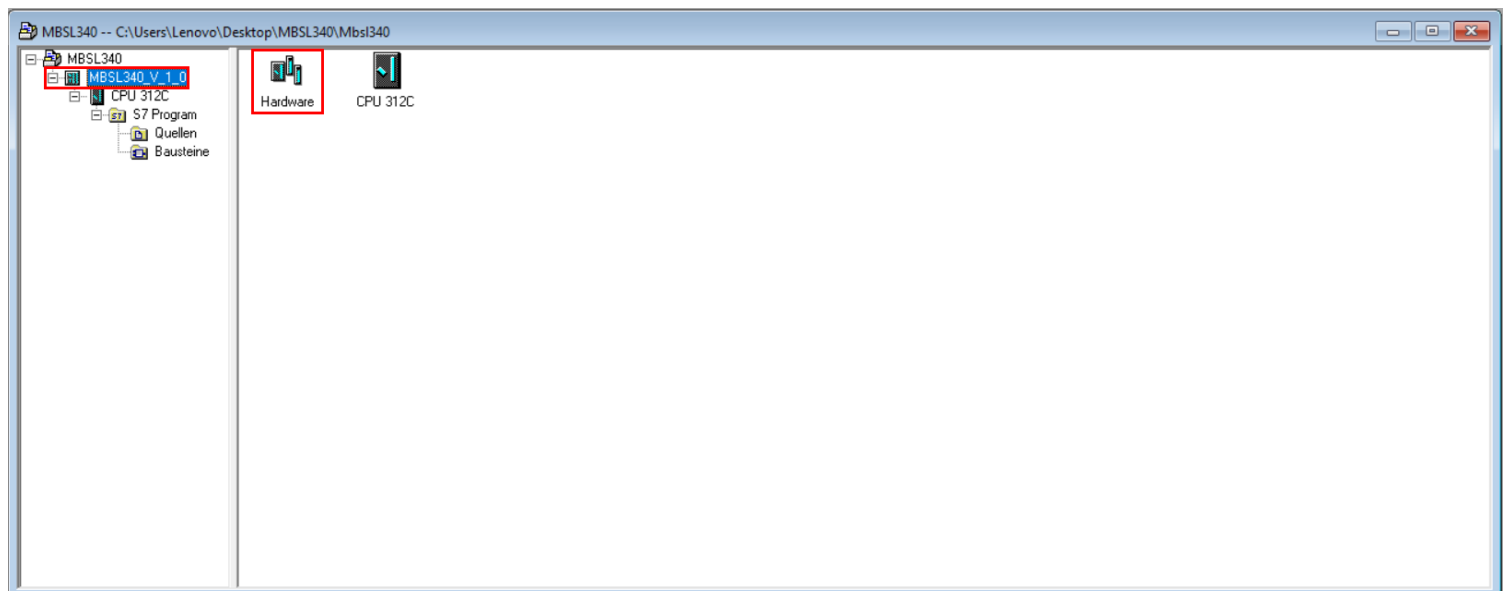 MBSL340 -- C:\Users\Lenovo\Desktop\MBSL340\Mbsl340
MBSL340
MBSL340_V_1_0
CPU 312C
S7 Program
Quellen
Bausteine
Hardware
CPU 312C